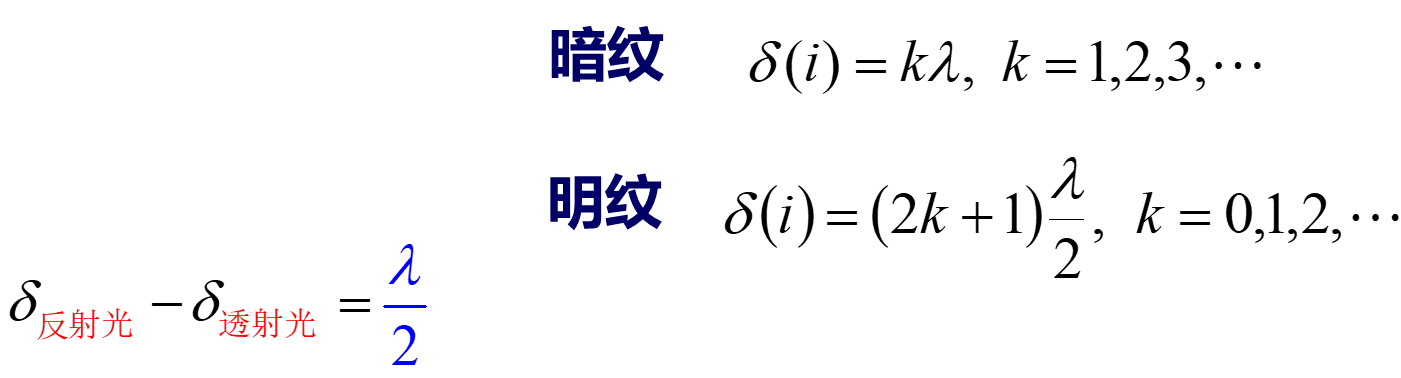 暗纹 δ(i) = kλ, k = 1,2,3,⋯
明纹 δ(i) = (2k + 1)λ/2, k = 0,1,2,⋯
δ反射光 − δ透射光 = λ/2